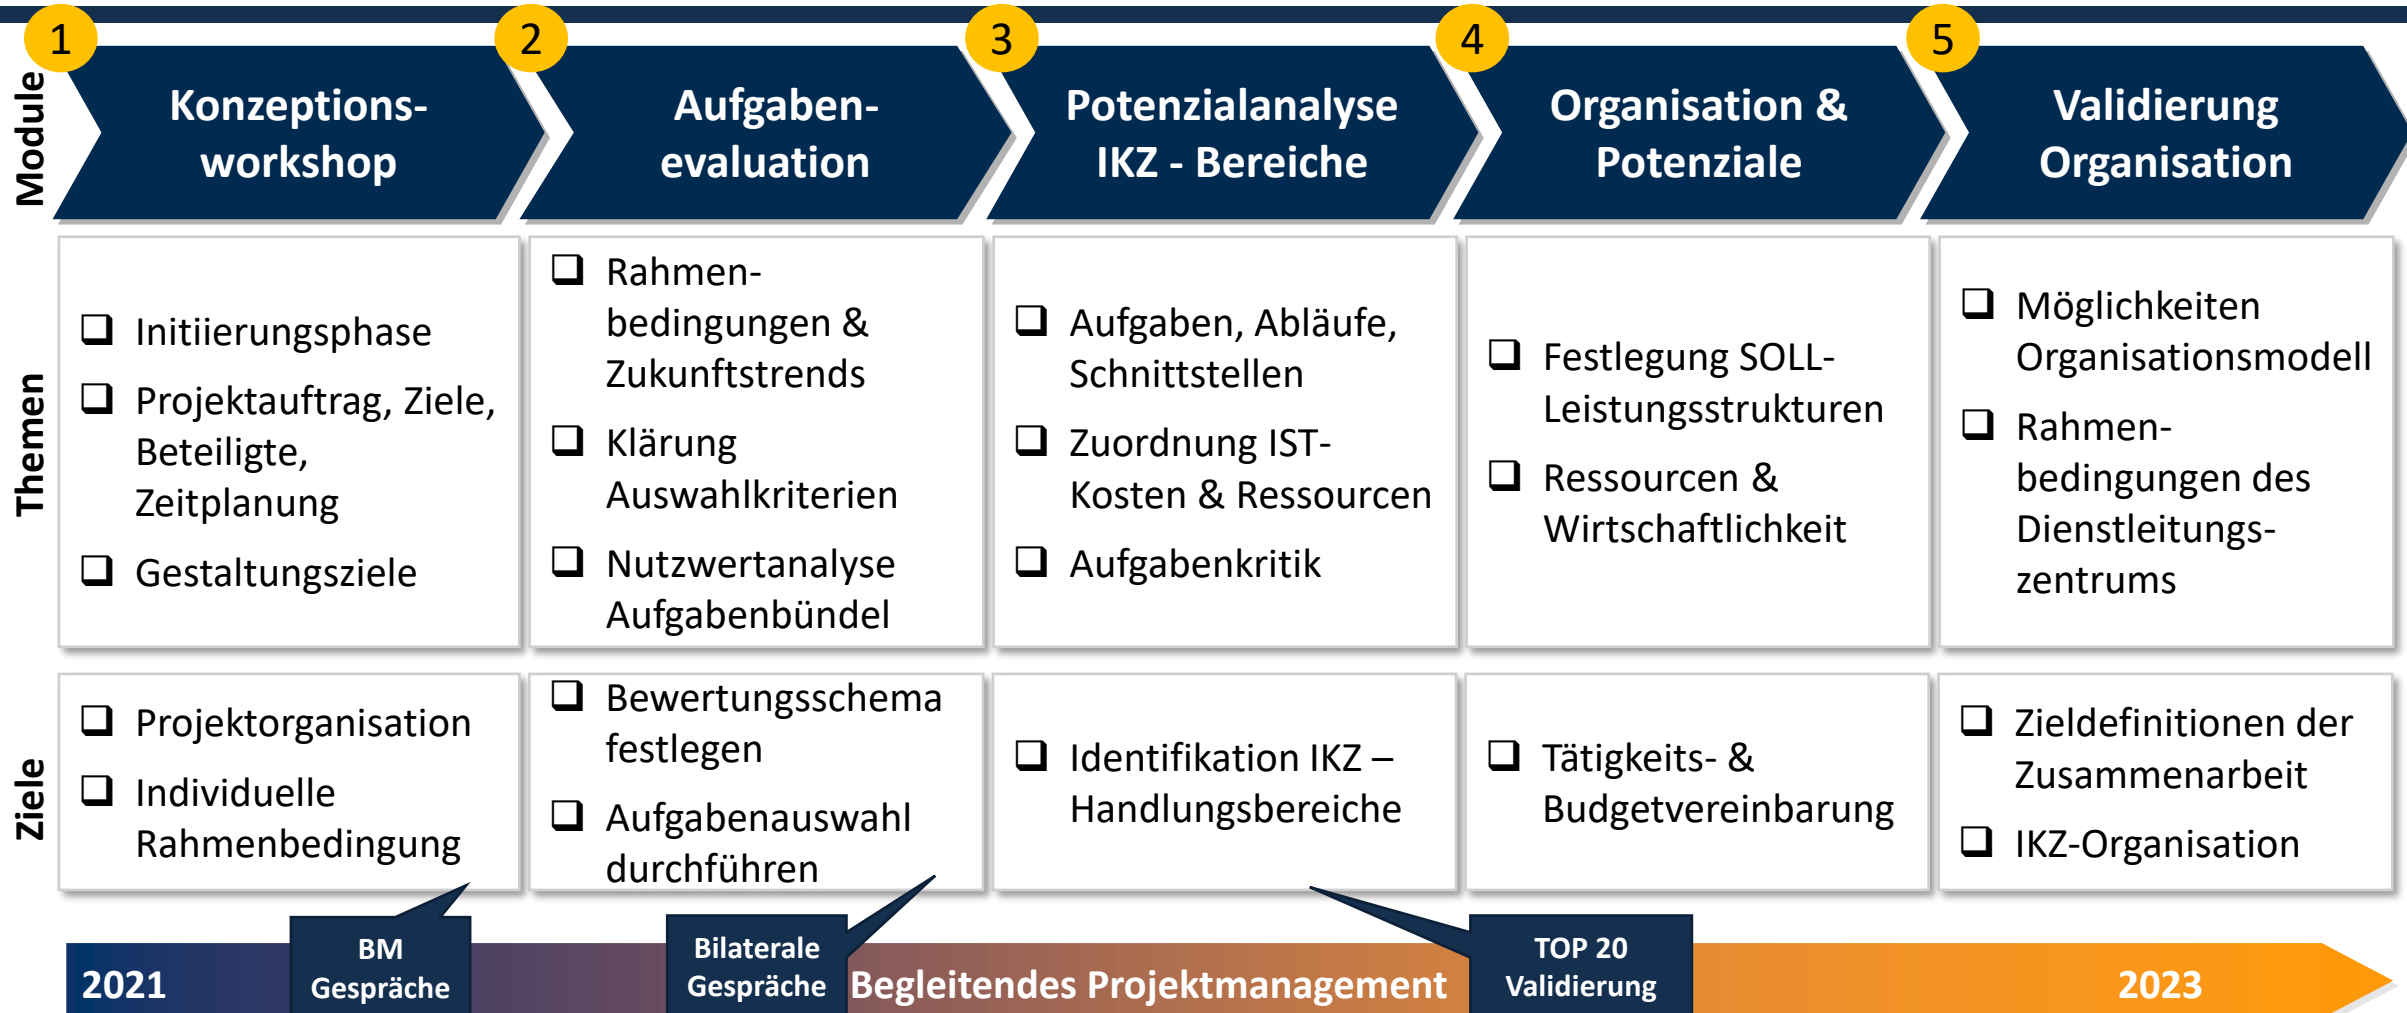 1
2
3
4
5
Module
Konzeptions-
workshop
Aufgaben-
evaluation
Potenzialanalyse
IKZ - Bereiche
Organisation &
Potenziale
Validierung
Organisation
Themen
Initiierungsphase
Projektauftrag, Ziele,
Beteiligte,
Zeitplanung
Gestaltungsziele
Rahmen-
bedingungen &
Zukunftstrends
Klärung
Auswahlkriterien
Nutzwertanalyse
Aufgabenbündel
Aufgaben, Abläufe,
Schnittstellen
Zuordnung IST-
Kosten & Ressourcen
Aufgabenkritik
Festlegung SOLL-
Leistungsstrukturen
Ressourcen &
Wirtschaftlichkeit
Möglichkeiten
Organisationsmodell
Rahmen-
bedingungen des
Dienstleitungs-
zentrums
Ziele
Projektorganisation
Individuelle
Rahmenbedingung
Bewertungsschema
festlegen
Aufgabenauswahl
durchführen
Identifikation IKZ –
Handlungsbereiche
Tätigkeits- &
Budgetvereinbarung
Zieldefinitionen der
Zusammenarbeit
IKZ-Organisation
2021
BM
Gespräche
Bilaterale
Gespräche
Begleitendes Projektmanagement
TOP 20
Validierung
2023